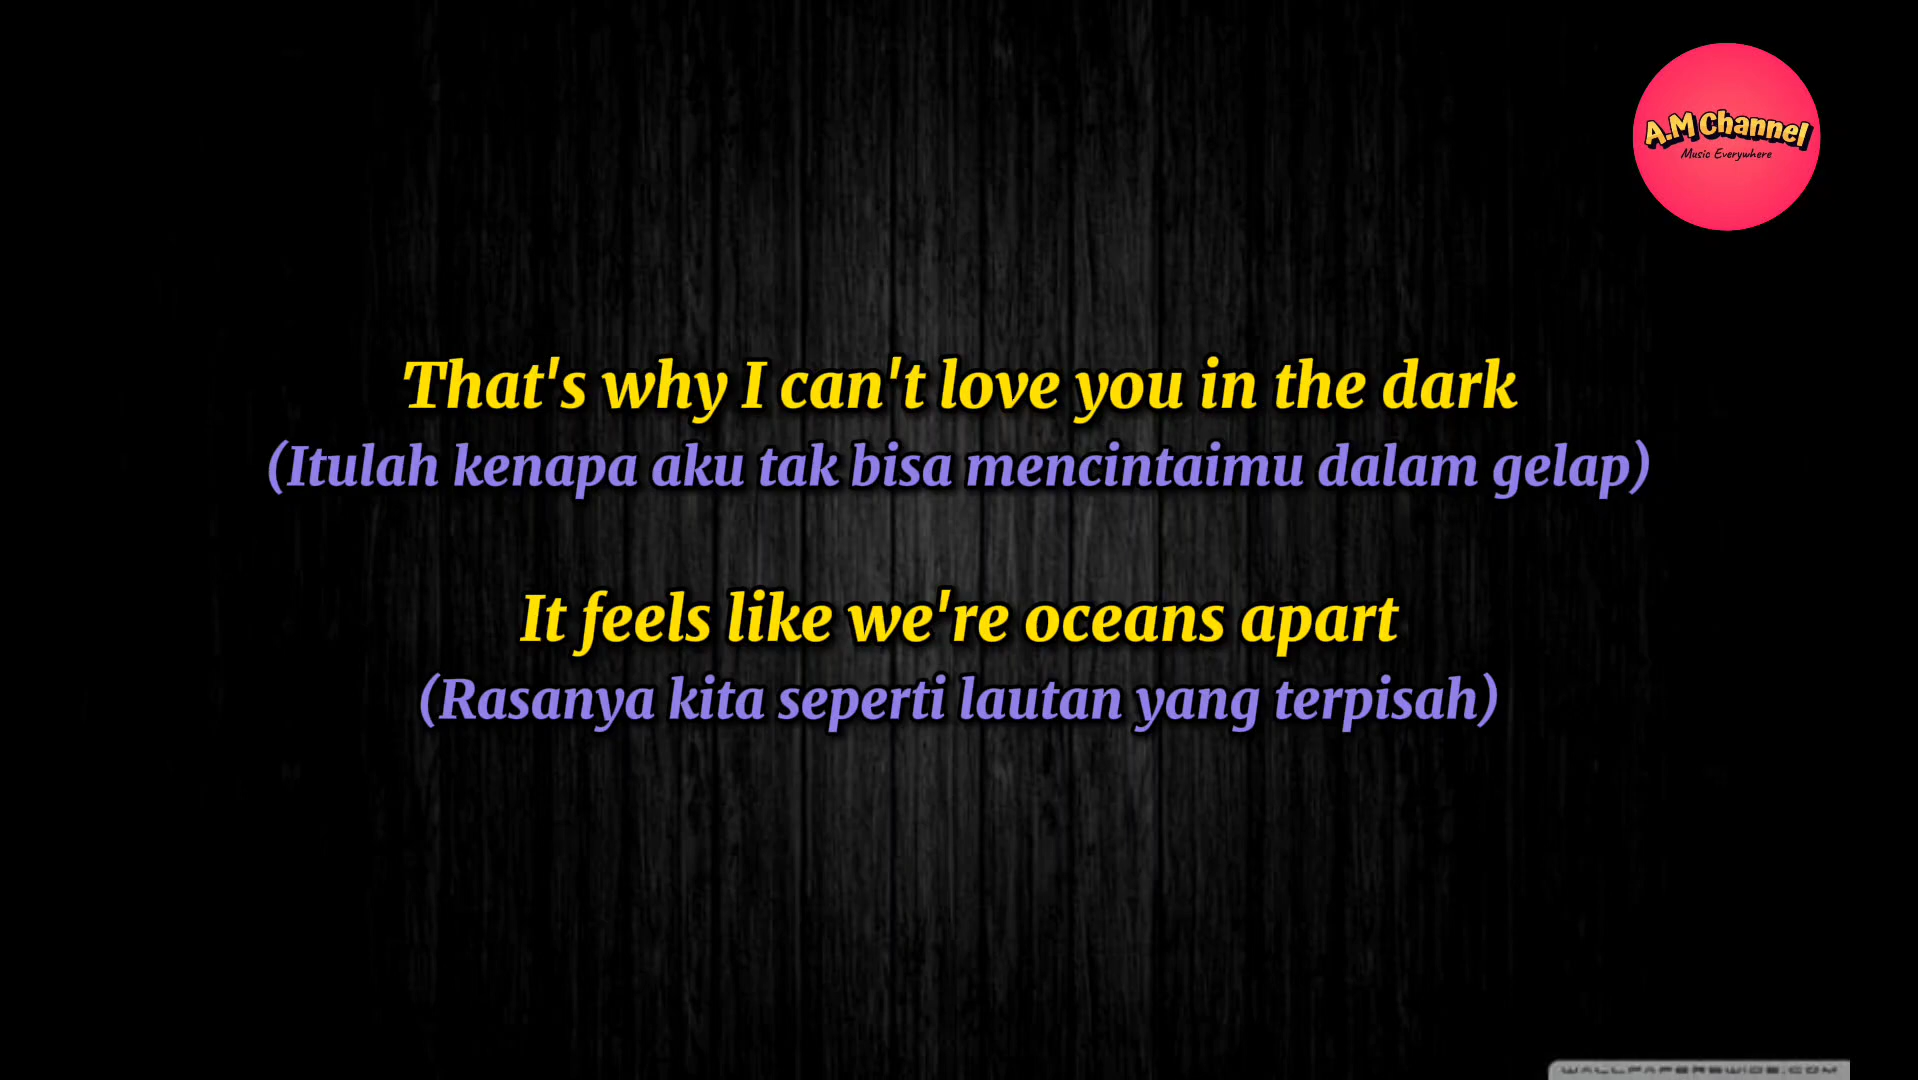 A.M Channel
Music Everywhere
That's why I can't love you in the dark
(Itulah kenapa aku tak bisa mencintaimu dalam gelap)
It feels like we're oceans apart
(Rasanya kita seperti lautan yang terpisah)
WALLPAPERSWIDE.COM